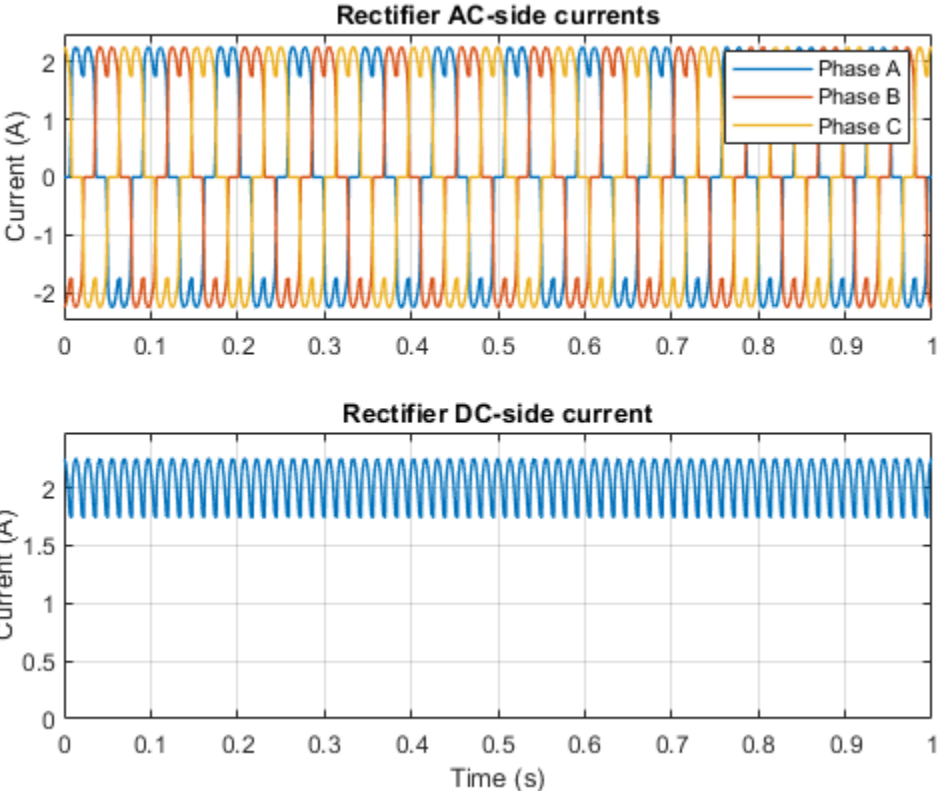 Rectifier AC-side currents
2
1
0
-1
-2
Current (A)
Phase A
Phase B
Phase C
0 0.1 0.2 0.3 0.4 0.5 0.6 0.7 0.8 0.9 1
Rectifier DC-side current
2
1.5
1
0.5
0
Current (A)
0 0.1 0.2 0.3 0.4 0.5 0.6 0.7 0.8 0.9 1
Time (s)